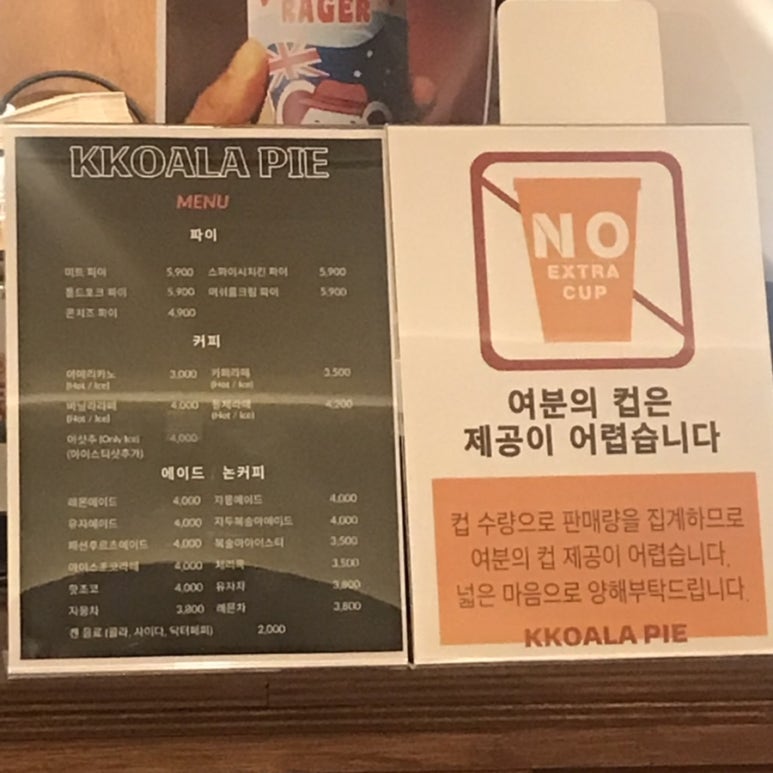 RAGER
KKOALA PIE
MENU
파이
미트 파이 5,900 스파이시치킨 파이 5,900
풀드포크 파이 5,900 머쉬룸크림 파이 5,900
콘치즈 파이 4,900
커피
아메리카노 3,000 카페라떼 3,500
(Hot / Ice) (Hot / Ice)
바닐라라떼 4,000 돌체라떼 4,200
(Hot / Ice) (Hot / Ice)
아샷추 (Only Ice) 4,000
(아이스티샷추가)
에이드 / 논커피
레몬에이드 4,000 자몽에이드 4,000
유자에이드 4,000 자두복숭아에이드 4,000
패션후르츠에이드 4,000 복숭아아이스티 3,500
아이스초코라떼 4,000 3,500
핫초코 4,000 유자차 3,800
자몽차 3,800 레몬차 3,800
캔 음료 (콜라, 사이다, 닥터페퍼) 2,000
NO
EXTRA
CUP
여분의 컵은
제공이 어렵습니다
컵 수량으로 판매량을 집계하므로
여분의 컵 제공이 어렵습니다.
넓은 마음으로 양해부탁드립니다.
KKOALA PIE